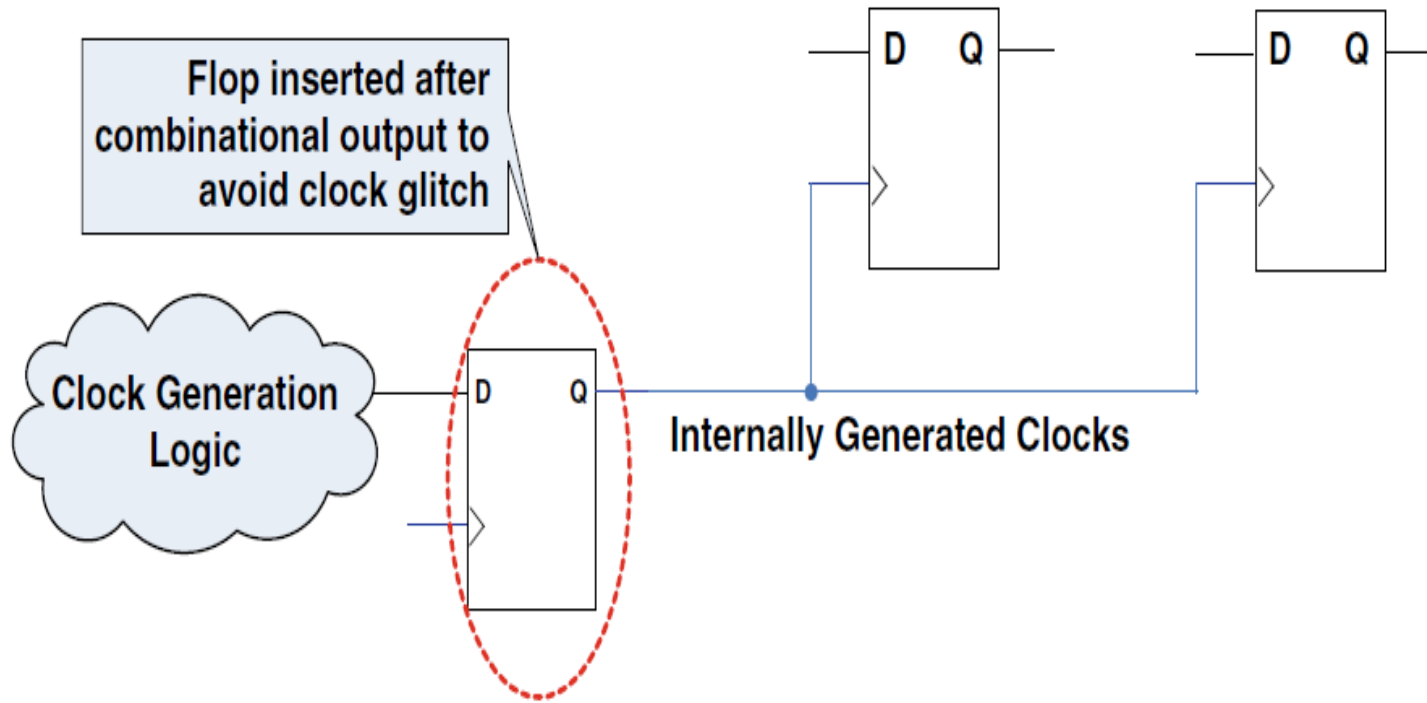 Flop inserted after
combinational output to
avoid clock glitch
D Q
D Q
Clock Generation
Logic
D Q
Internally Generated Clocks